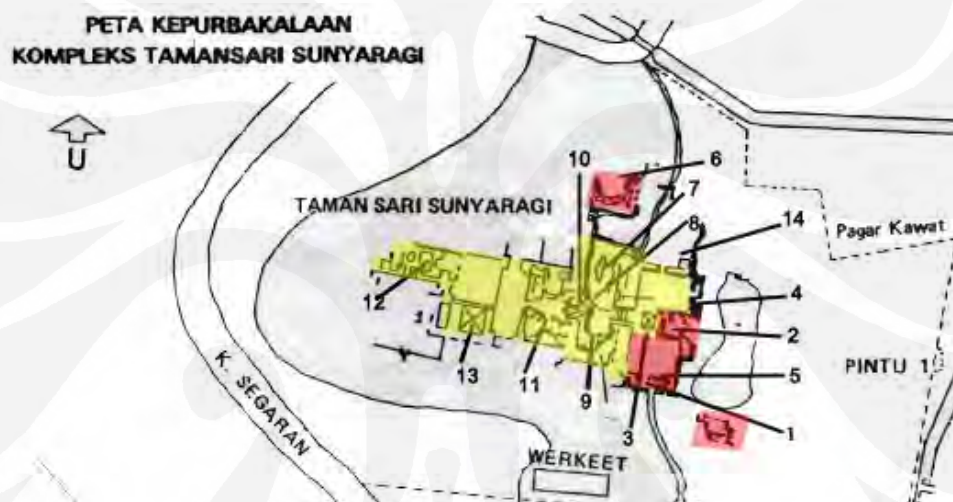 PETA KEPURBAKALAAN
KOMPLEKS TAMANSARI SUNYARAGI
U
10
6
7
TAMAN SARI SUNYARAGI
8
14
Pagar Kawat
12
4
2
13
11
9
3
5
PINTU
1
K. SEGARAN
WERKEET